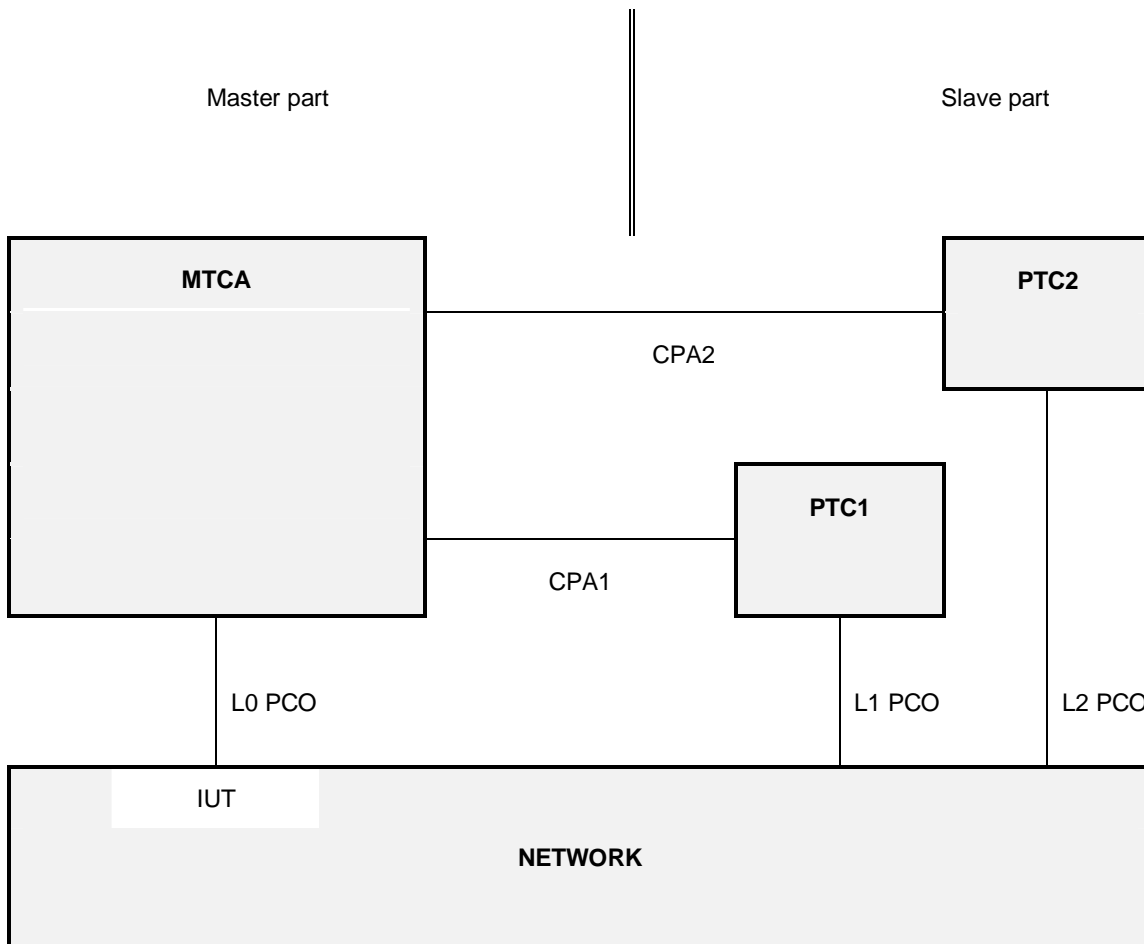 Master part
Slave part
MTCA
PTC2
CPA2
PTC1
CPA1
L0 PCO
L1 PCO
L2 PCO
IUT
NETWORK